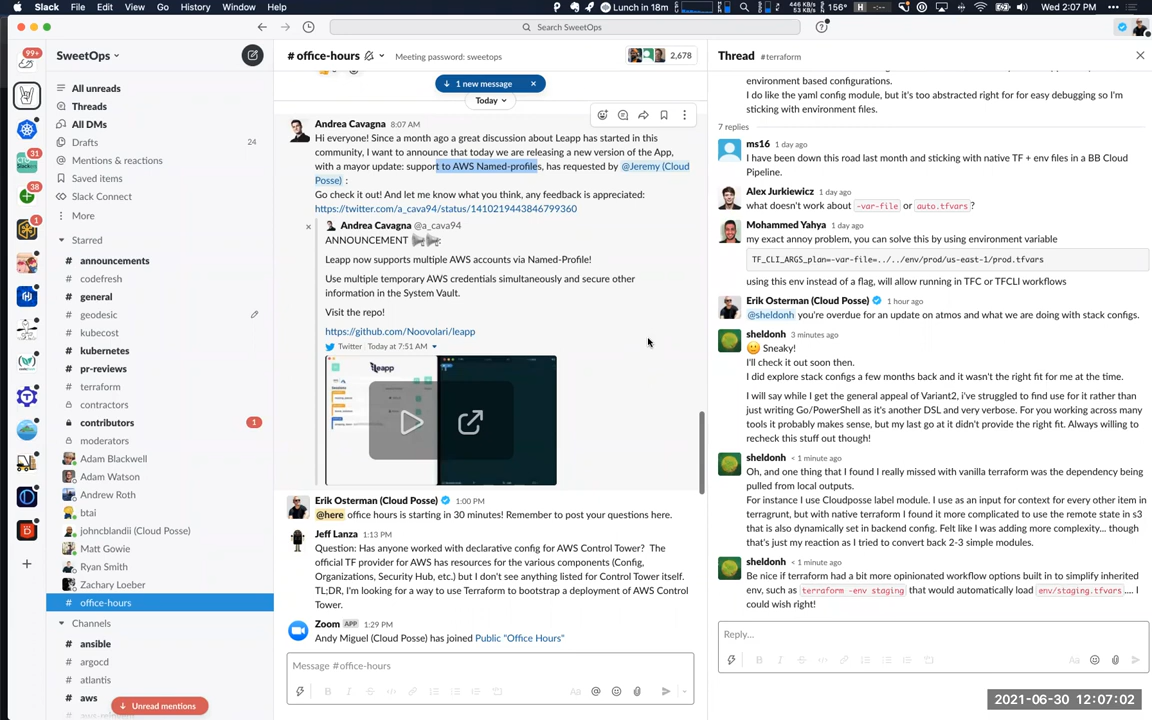 Slack File Edit View Go History Window Help
Lunch in 18m
446 KB/s
53 KB/s
156°
H
Wed 2:07 PM
Search SweetOps
99+
31
38
1
SweetOps
All unreads
Threads
All DMs
Drafts 24
Mentions & reactions
Saved items
Slack Connect
More
Starred
announcements
codefresh
general
geodesic
kubecost
kubernetes
pr-reviews
terraform
contractors
contributors 1
moderators
Adam Blackwell
Adam Watson
Andrew Roth
btai
johncblandii (Cloud Posse)
Matt Gowie
Ryan Smith
Zachary Loeber
# office-hours
Channels
# ansible
# argocd
# atlantis
# aws
↓ Unread mentions
# office-hours
Meeting password: sweetops
2,678
↓ 1 new message ×
Today
Andrea Cavagna 8:07 AM
Hi everyone! Since a month ago a great discussion about Leapp has started in this
community, I want to announce that today we are releasing a new version of the App,
with a mayor update: support to AWS Named-profiles, has requested by @Jeremy (Cloud
Posse) :
Go check it out! And let me know what you think, any feedback is appreciated:
https://twitter.com/a_cava94/status/1410219443846799360
Andrea Cavagna @a_cava94
ANNOUNCEMENT :
Leapp now supports multiple AWS accounts via Named-Profile!
Use multiple temporary AWS credentials simultaneously and secure other
information in the System Vault.
Visit the repo!
https://github.com/Noovolari/leapp
Twitter Today at 7:51 AM
Leapp
Erik Osterman (Cloud Posse) 1:00 PM
@here office hours is starting in 30 minutes! Remember to post your questions here.
Jeff Lanza 1:13 PM
Question: Has anyone worked with declarative config for AWS Control Tower? The
official TF provider for AWS has resources for the various components (Config,
Organizations, Security Hub, etc.) but I don't see anything listed for Control Tower itself.
TL;DR, I'm looking for a way to use Terraform to bootstrap a deployment of AWS Control
Tower.
Zoom APP 1:29 PM
Andy Miguel (Cloud Posse) has joined Public "Office Hours"
Message #office-hours
Aa @
Thread #terraform
environment based configurations.
I do like the yaml config module, but it's too abstracted right for for easy debugging so I'm
sticking with environment files.
7 replies
ms16 1 day ago
I have been down this road last month and sticking with native TF + env files in a BB Cloud
Pipeline.
Alex Jurkiewicz 1 day ago
what doesn't work about -var-file or auto.tfvars ?
Mohammed Yahya 1 day ago
my exact annoy problem, you can solve this by using environment variable
TF_CLI_ARGS_plan=-var-file=../../env/prod/us-east-1/prod.tfvars
using this env instead of a flag, will allow running in TFC or TFCLI workflows
Erik Osterman (Cloud Posse) 1 hour ago
@sheldonh you're overdue for an update on atmos and what we are doing with stack configs.
sheldonh 3 minutes ago
Sneaky!
I'll check it out soon then.
I did explore stack configs a few months back and it wasn't the right fit for me at the time.
I will say while I get the general appeal of Variant2, i've struggled to find use for it rather than
just writing Go/PowerShell as it's another DSL and very verbose. For you working across many
tools it probably makes sense, but my last go at it didn't provide the right fit. Always willing to
recheck this stuff out though!
sheldonh < 1 minute ago
Oh, and one thing that I found I really missed with vanilla terraform was the dependency being
pulled from local outputs.
For instance I use Cloudposse label module. I use as an input for context for every other item in
terragrunt, but with native terraform I found it more complicated to use the remote state in s3
that is also dynamically set in backend config. Felt like I was adding more complexity... though
that's just my reaction as I tried to convert back 2-3 simple modules.
sheldonh < 1 minute ago
Be nice if terraform had a bit more opinionated workflow options built in to simplify inherited
env, such as terraform -env staging that would automatically load env/staging.tfvars .... I
could wish right!
Reply...
Aa
2021-06-30 12:07:02